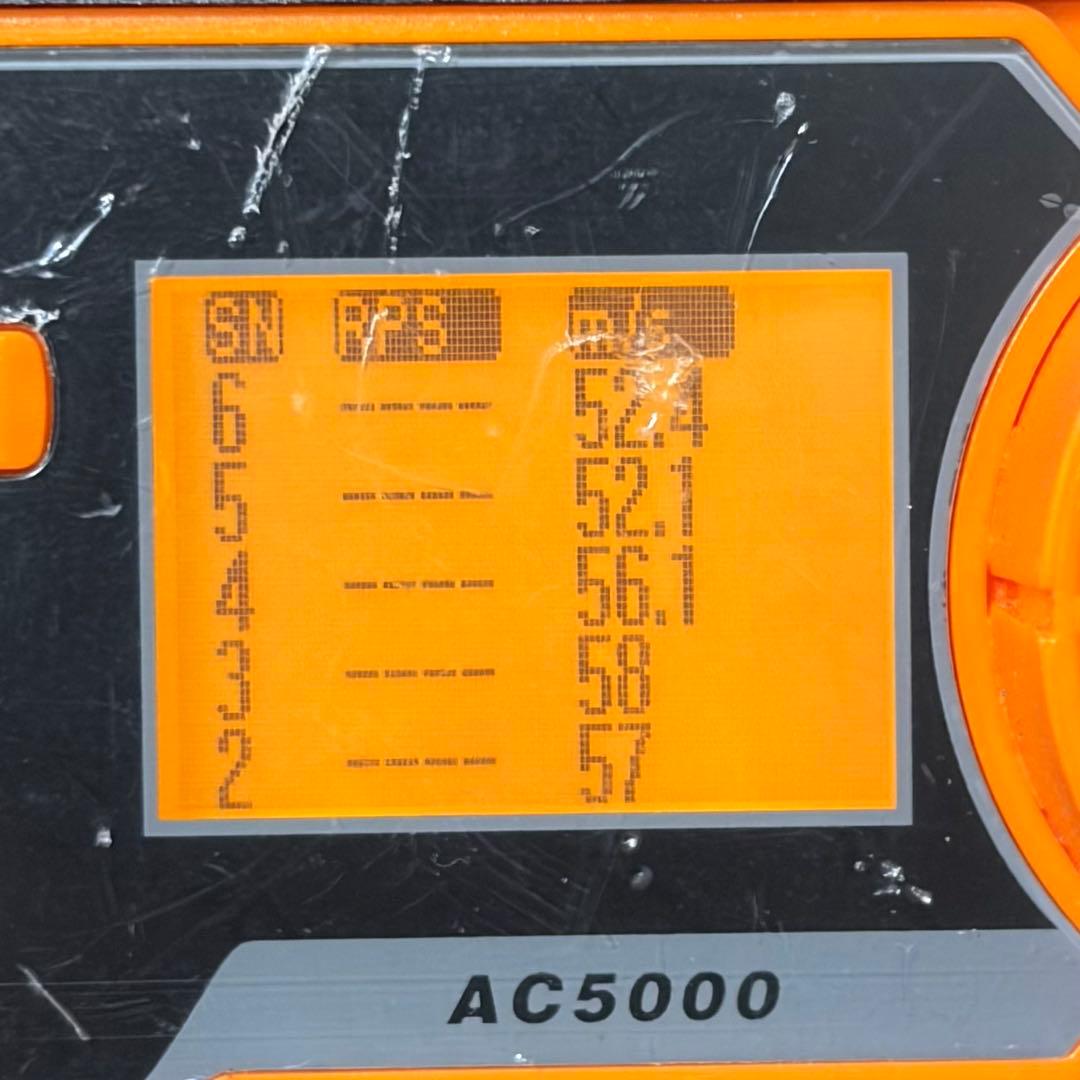 SN RPS m/s
6 ---- 52.4
5 ---- 52.1
4 ---- 56.1
3 ---- 58
2 ---- 57
AC5000